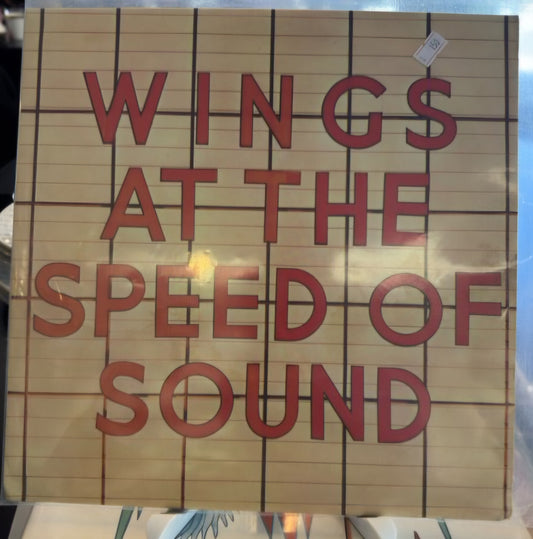 WINGS
AT THE
SPEED OF
SOUND